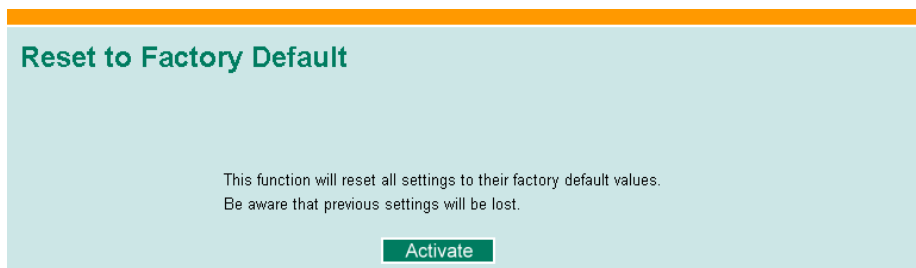 Reset to Factory Default
This function will reset all settings to their factory default values.
Be aware that previous settings will be lost.
Activate